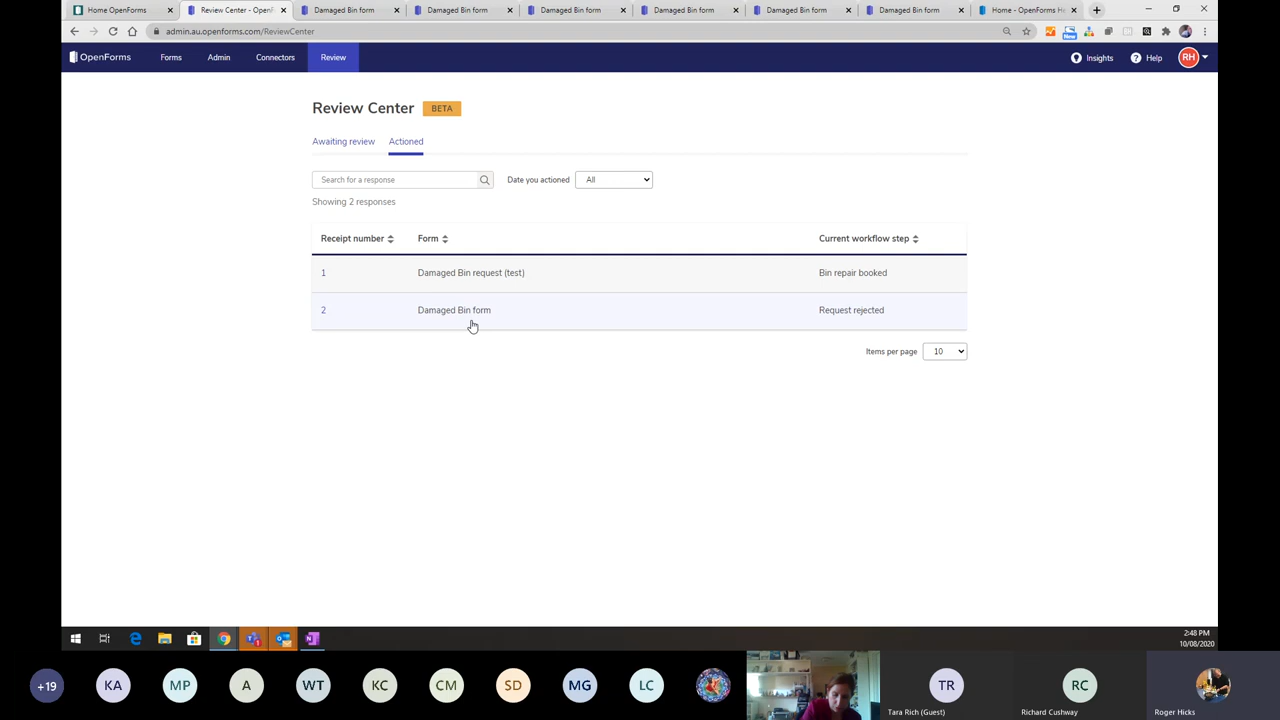 Home OpenForms
Review Center - OpenF
Damaged Bin form
Damaged Bin form
Damaged Bin form
Damaged Bin form
Damaged Bin form
Damaged Bin form
Home - OpenForms He
admin.au.openforms.com/ReviewCenter
New
OpenForms
Forms
Admin
Connectors
Review
Insights
Help
RH
Review Center
BETA
Awaiting review
Actioned
Search for a response
Date you actioned
All
Showing 2 responses
Receipt number
Form
Current workflow step
1
Damaged Bin request (test)
Bin repair booked
2
Damaged Bin form
Request rejected
Items per page
10
2:48 PM
10/08/2020
+19
KA
MP
A
WT
KC
CM
SD
MG
LC
TR
Tara Rich (Guest)
RC
Richard Cushway
Roger Hicks